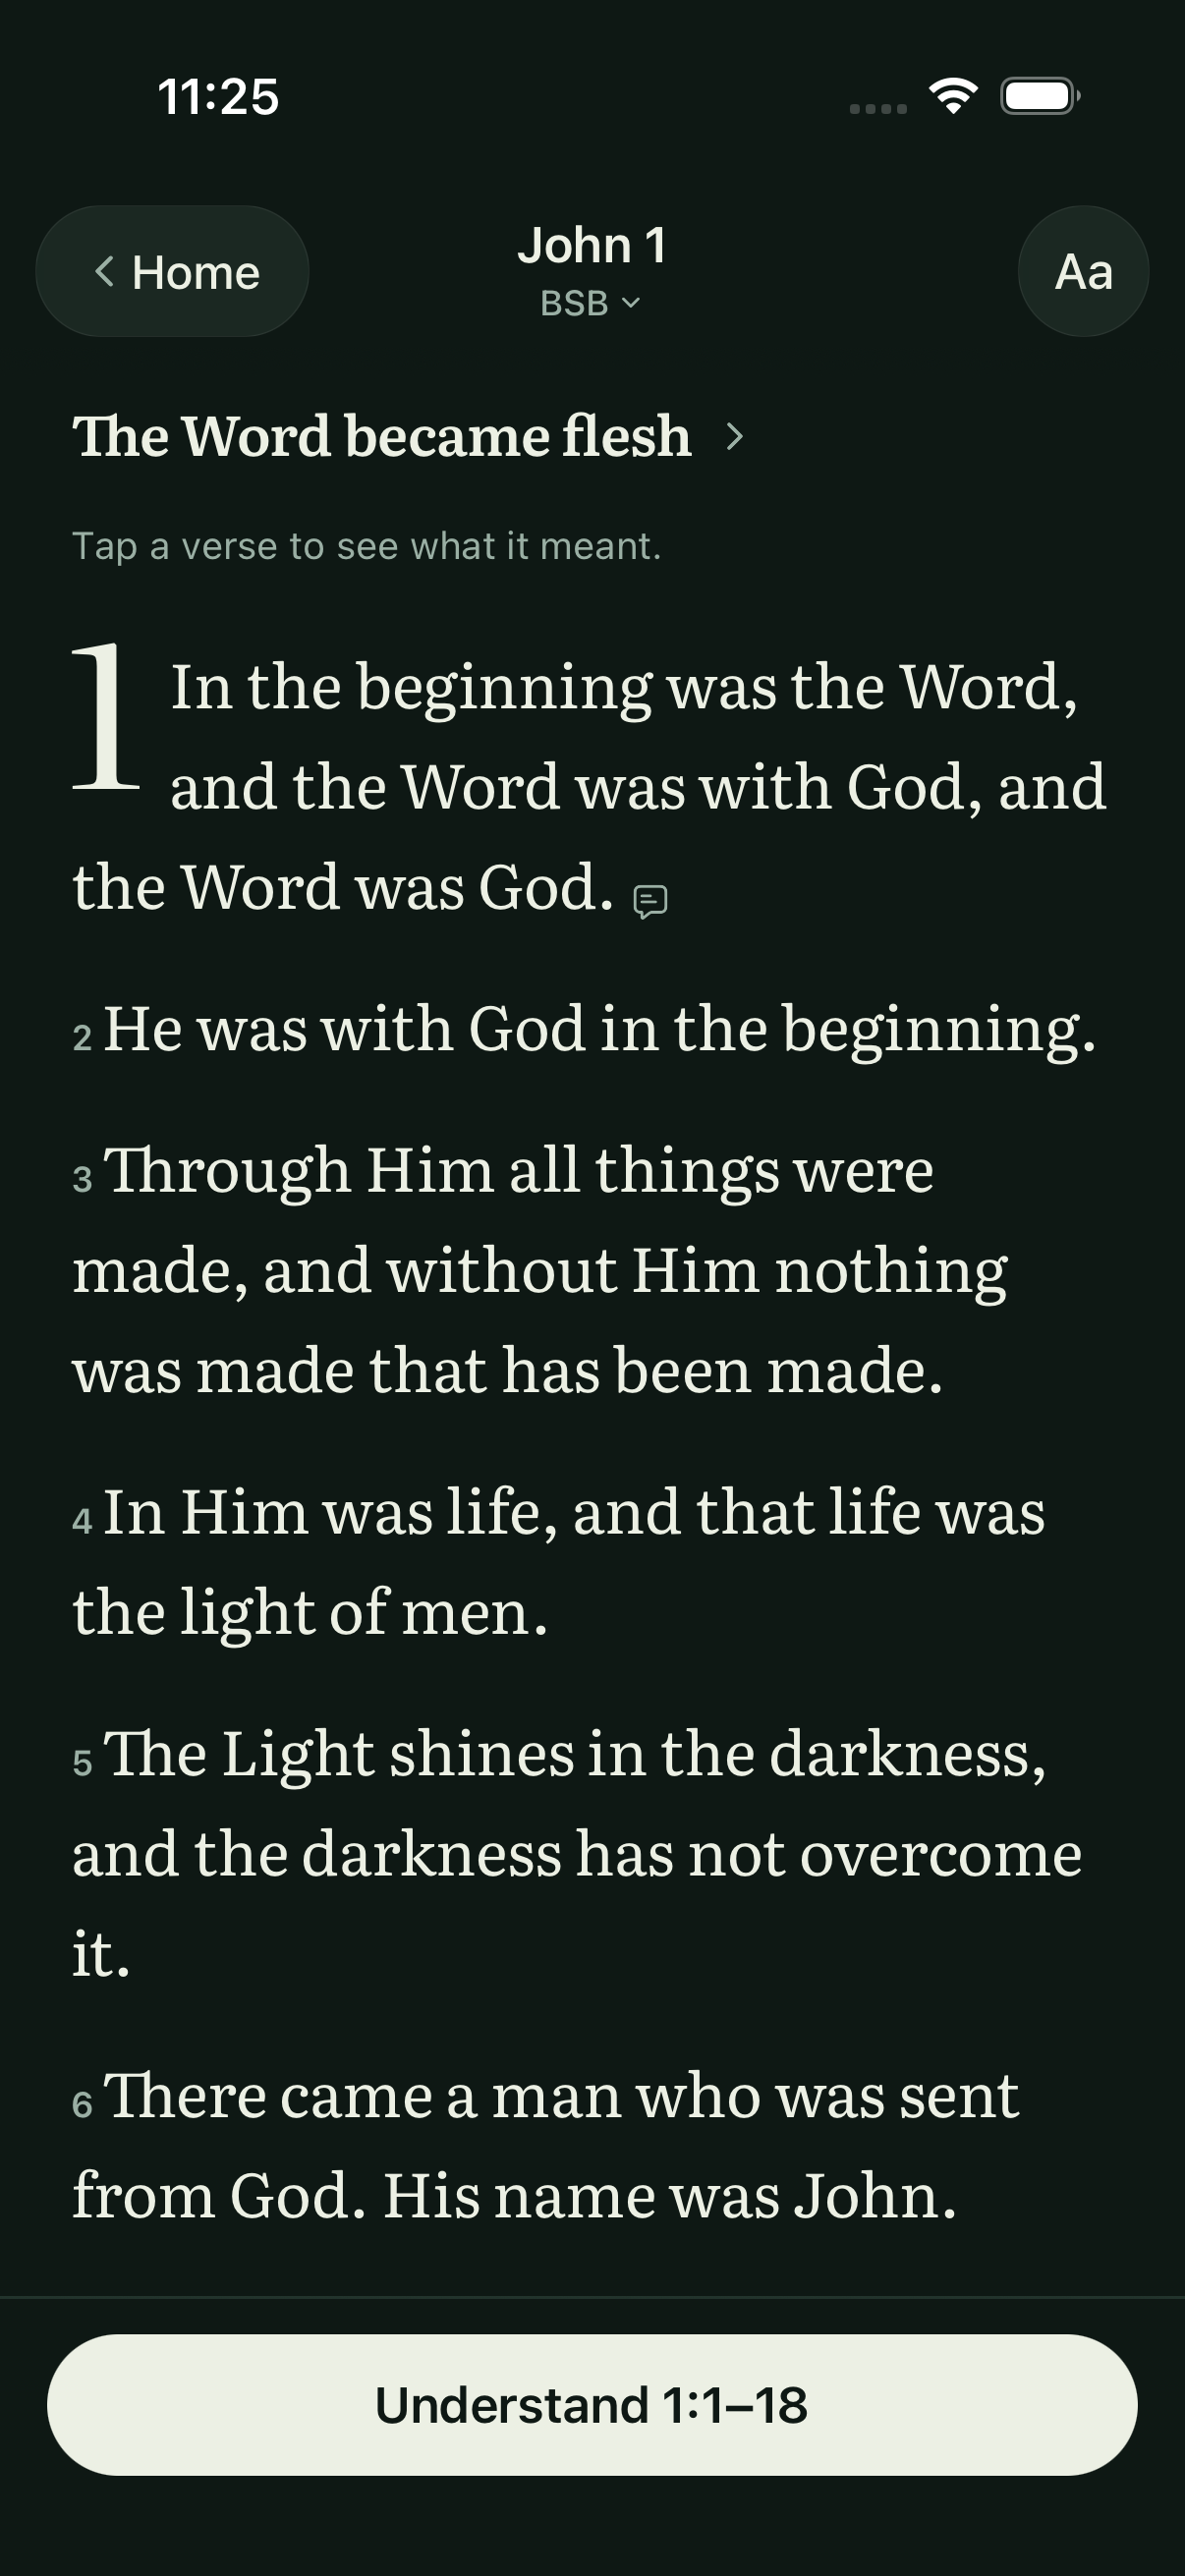 11:25
Home
John 1
BSB
Aa
The Word became flesh
Tap a verse to see what it meant.
1 In the beginning was the Word,
and the Word was with God, and
the Word was God.
2 He was with God in the beginning.
3 Through Him all things were
made, and without Him nothing
was made that has been made.
4 In Him was life, and that life was
the light of men.
5 The Light shines in the darkness,
and the darkness has not overcome
it.
6 There came a man who was sent
from God. His name was John.
Understand 1:1–18